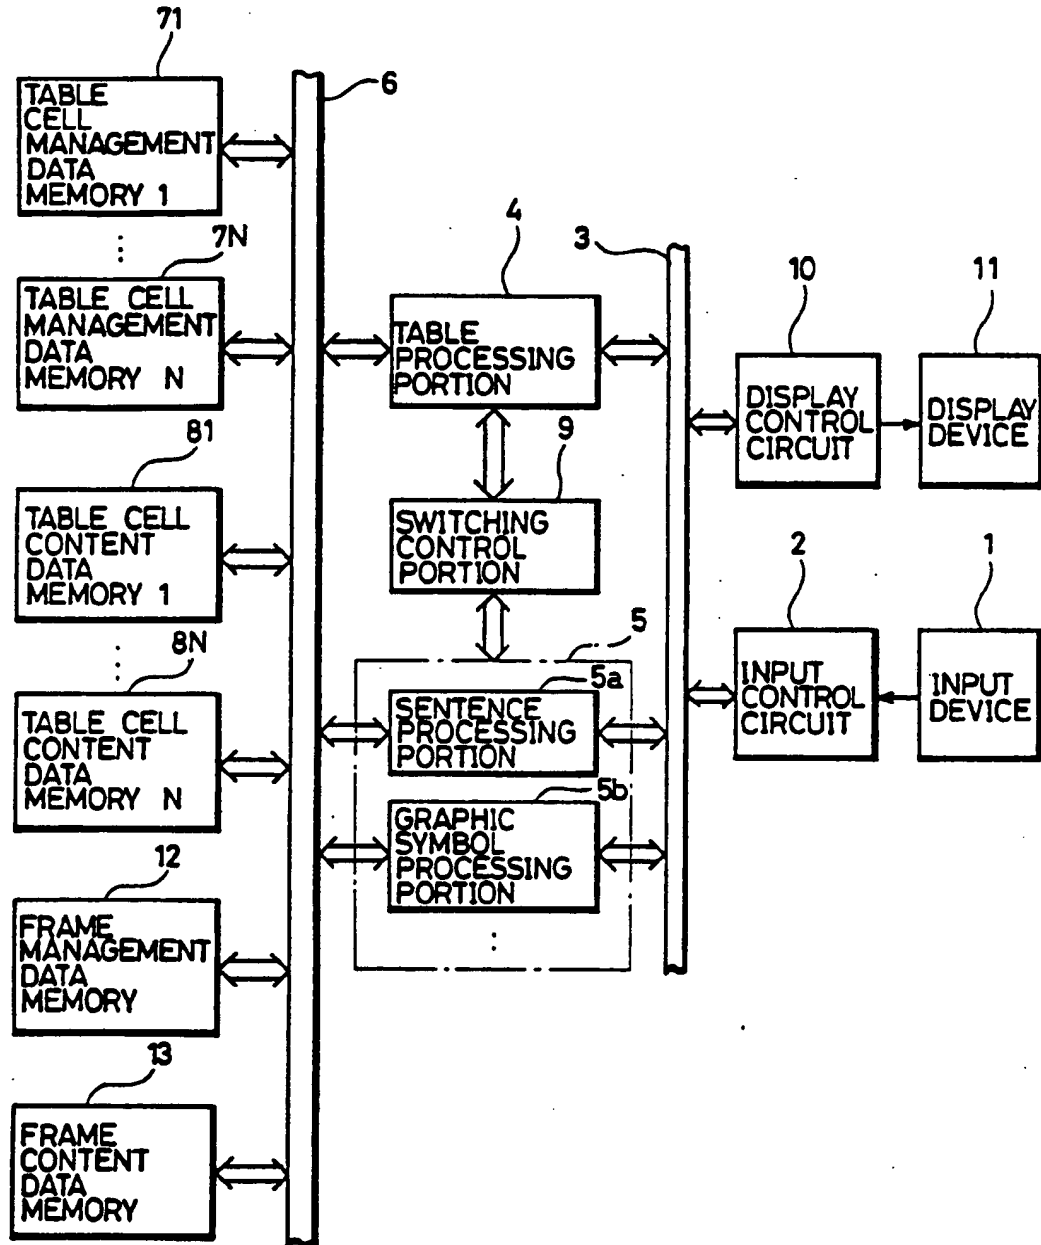 71
TABLE
CELL
MANAGEMENT
DATA
MEMORY 1
6
7N
TABLE CELL
MANAGEMENT
DATA
MEMORY N
4
TABLE
PROCESSING
PORTION
3
10
DISPLAY
CONTROL
CIRCUIT
11
DISPLAY
DEVICE
81
TABLE CELL
CONTENT
DATA
MEMORY 1
9
SWITCHING
CONTROL
PORTION
2
INPUT
CONTROL
CIRCUIT
1
INPUT
DEVICE
8N
TABLE CELL
CONTENT
DATA
MEMORY N
5
5a
SENTENCE
PROCESSING
PORTION
5b
GRAPHIC
SYMBOL
PROCESSING
PORTION
12
FRAME
MANAGEMENT
DATA
MEMORY
13
FRAME
CONTENT
DATA
MEMORY